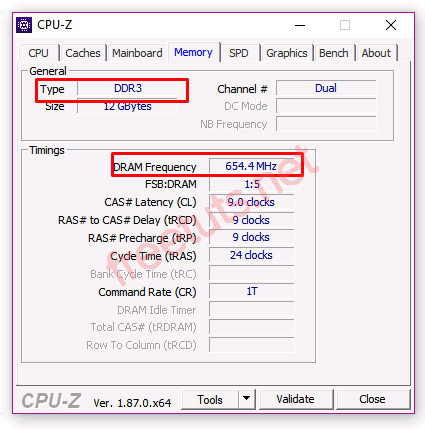 CPU-Z
CPU Caches Mainboard Memory SPD Graphics Bench About
General
Type DDR3 Channel # Dual
Size 12 GBytes DC Mode
NB Frequency
Timings
DRAM Frequency 654.4 MHz
FSB:DRAM 1:5
CAS# Latency (CL) 9.0 clocks
RAS# to CAS# Delay (tRCD) 9 clocks
RAS# Precharge (tRP) 9 clocks
Cycle Time (tRAS) 24 clocks
Bank Cycle Time (tRC)
Command Rate (CR) 1T
DRAM Idle Timer
Total CAS# (tRDRAM)
Row To Column (tRCD)
freetuts.net
CPU-Z Ver. 1.87.0.x64 Tools Validate Close